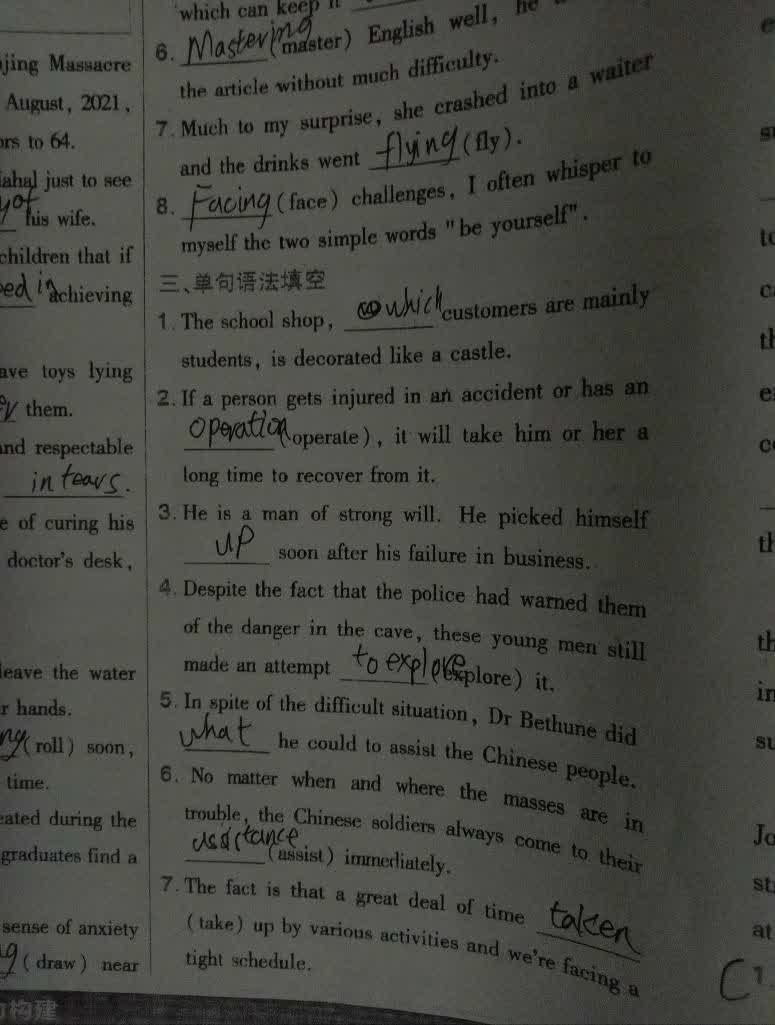 jing Massacre
August, 2021,
ors to 64.
ahal just to see
his wife.
children that if
achieving
ave toys lying
them.
and respectable
in tears.
e of curing his
doctor's desk,
leave the water
r hands.
ng (roll) soon,
time.
eated during the
graduates find a
sense of anxiety
g (draw) near
which can keep it
6. Mastering (master) English well, he
the article without much difficulty.
7. Much to my surprise, she crashed into a waiter
and the drinks went flying (fly).
8. Facing (face) challenges, I often whisper to
myself the two simple words "be yourself".
三、单句语法填空
1. The school shop, which customers are mainly
students, is decorated like a castle.
2. If a person gets injured in an accident or has an
operation (operate), it will take him or her a
long time to recover from it.
3. He is a man of strong will. He picked himself
up soon after his failure in business.
4. Despite the fact that the police had warned them
of the danger in the cave, these young men still
made an attempt to explore (explore) it.
5. In spite of the difficult situation, Dr Bethune did
what he could to assist the Chinese people.
6. No matter when and where the masses are in
trouble, the Chinese soldiers always come to their
assistance (assist) immediately.
7. The fact is that a great deal of time taken
(take) up by various activities and we're facing a
tight schedule.
构建